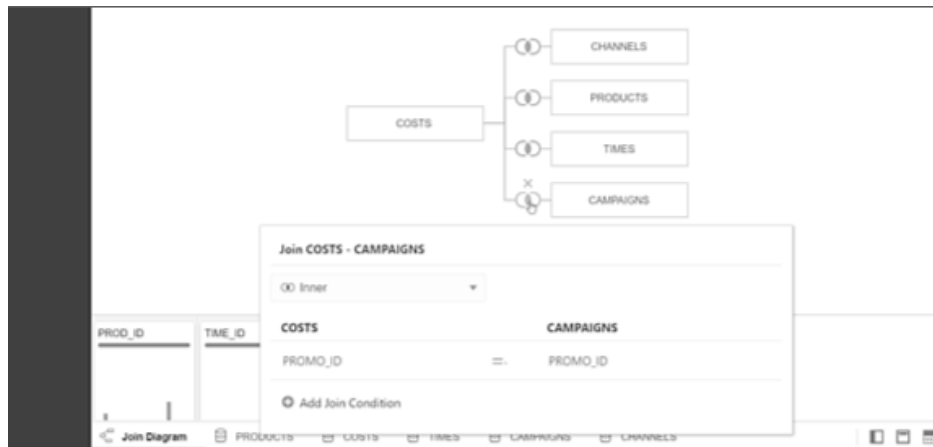 CHANNELS
PRODUCTS
COSTS
TIMES
CAMPAIGNS
Join COSTS - CAMPAIGNS
Inner
COSTS CAMPAIGNS
PROMO_ID = PROMO_ID
Add Join Condition
PROD_ID TIME_ID
Join Diagram PRODUCTS COSTS TIMES CAMPAIGNS CHANNELS